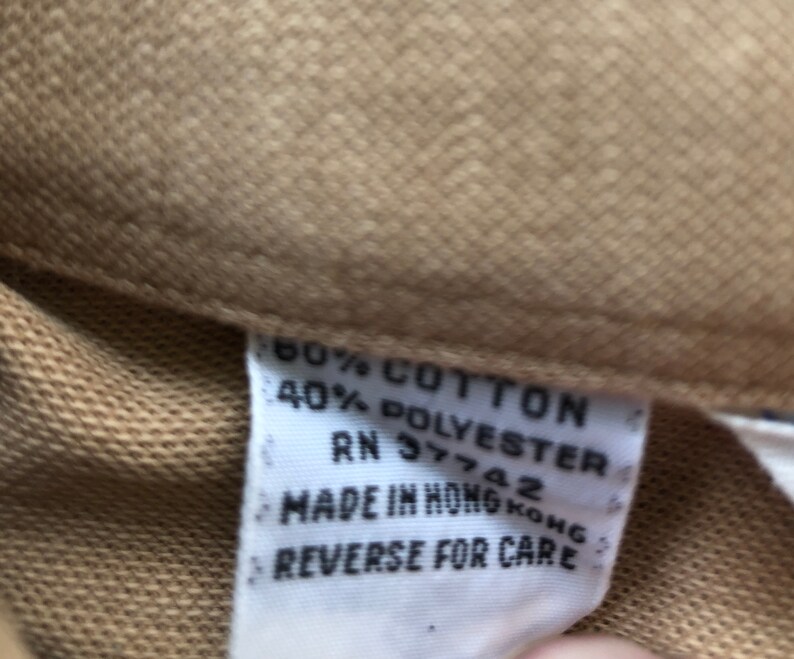 60% COTTON
40% POLYESTER
RN 37742
MADE IN HONG KONG
REVERSE FOR CARE